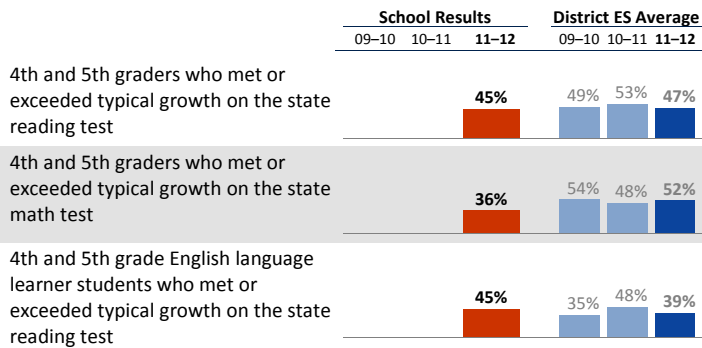 School Results District ES Average
09–10 10–11 11–12 09–10 10–11 11–12
4th and 5th graders who met or
exceeded typical growth on the state
reading test
45% 49% 53% 47%
4th and 5th graders who met or
exceeded typical growth on the state
math test
36% 54% 48% 52%
4th and 5th grade English language
learner students who met or
exceeded typical growth on the state
reading test
45% 35% 48% 39%